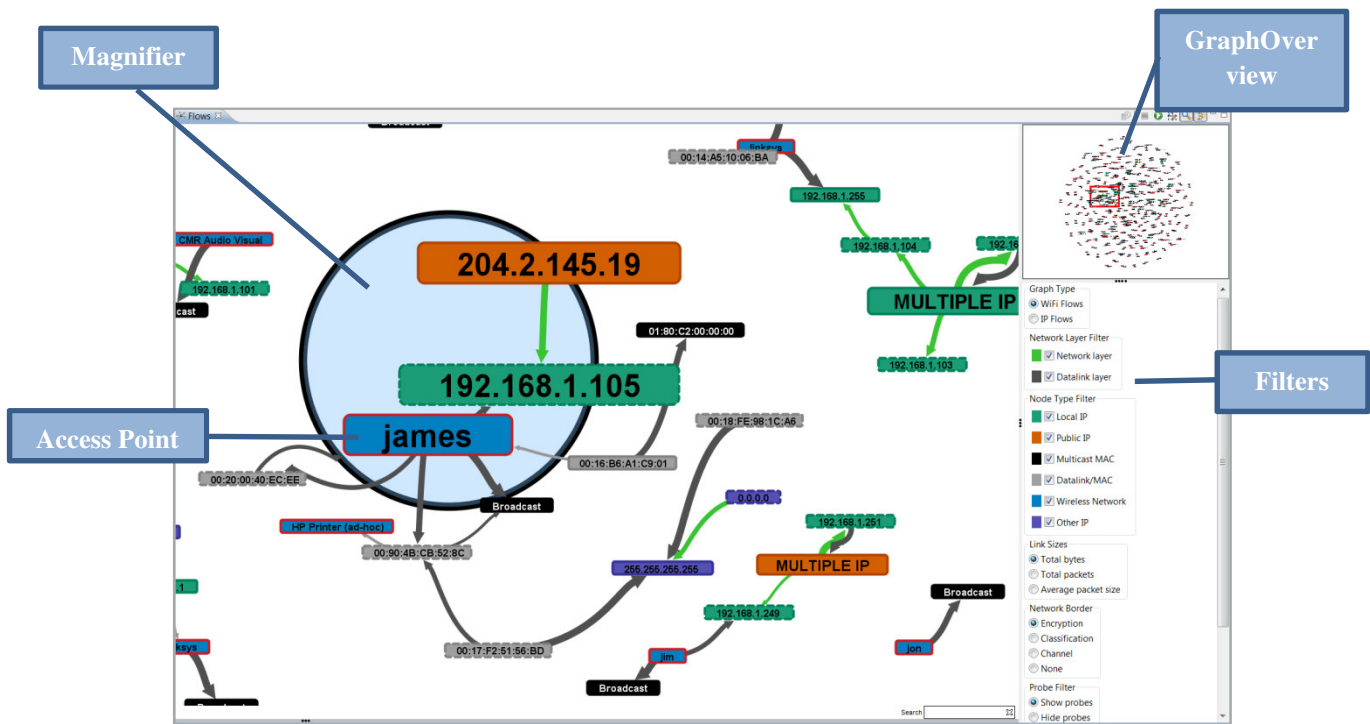 Magnifier
GraphOver
view
Flows
Broadcast
linksys
00:14:A5:10:06:BA
192.168.1.255
CMR Audio Visual
204.2.145.19
192.168.1.104
192.16
192.168.1.101
cast
MULTIPLE IP
01:80:C2:00:00:00
192.168.1.103
192.168.1.105
Access Point
james
00:18:FE:98:1C:A6
00:16:B6:A1:C9:01
00:20:00:40:EC:EE
Broadcast
0.0.0.0
HP Printer (ad-hoc)
192.168.1.251
00:90:4B:CB:52:8C
255.255.255.255
MULTIPLE IP
.1
Broadcast
192.168.1.249
ksys
00:17:F2:51:56:BD
jim
jon
Broadcast
Broadcast
Search
Graph Type
WiFi Flows
IP Flows
Network Layer Filter
Network layer
Datalink layer
Filters
Node Type Filter
Local IP
Public IP
Multicast MAC
Datalink/MAC
Wireless Network
Other IP
Link Sizes
Total bytes
Total packets
Average packet size
Network Border
Encryption
Classification
Channel
None
Probe Filter
Show probes
Hide probes